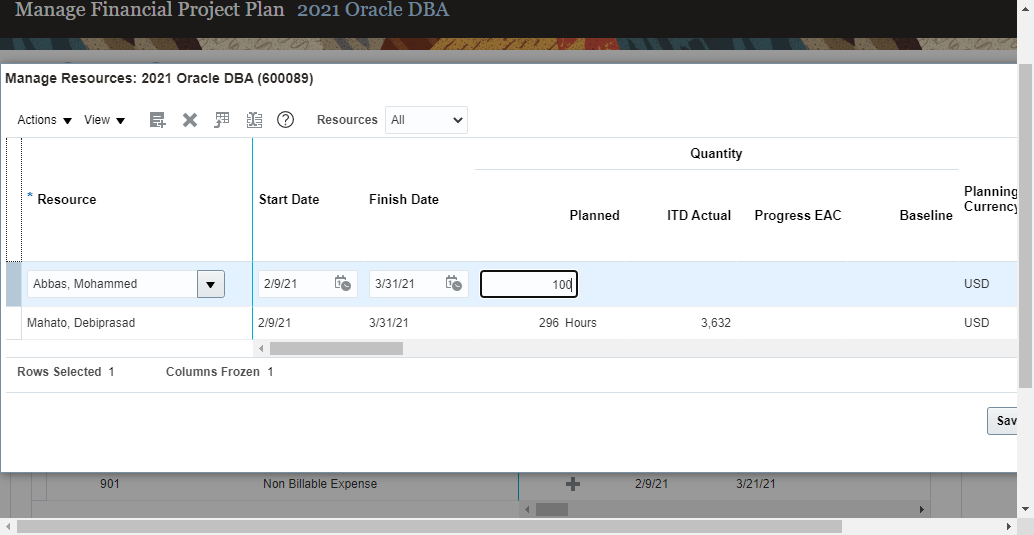 Manage Financial Project Plan 2021 Oracle DBA
Manage Resources: 2021 Oracle DBA (600089)
Actions View Resources All
Quantity
* Resource Start Date Finish Date Planned ITD Actual Progress EAC Baseline Planning Currency
Abbas, Mohammed 2/9/21 3/31/21 100 USD
Mahato, Debiprasad 2/9/21 3/31/21 296 Hours 3,632 USD
Rows Selected 1 Columns Frozen 1
Sav
901 Non Billable Expense 2/9/21 3/21/21